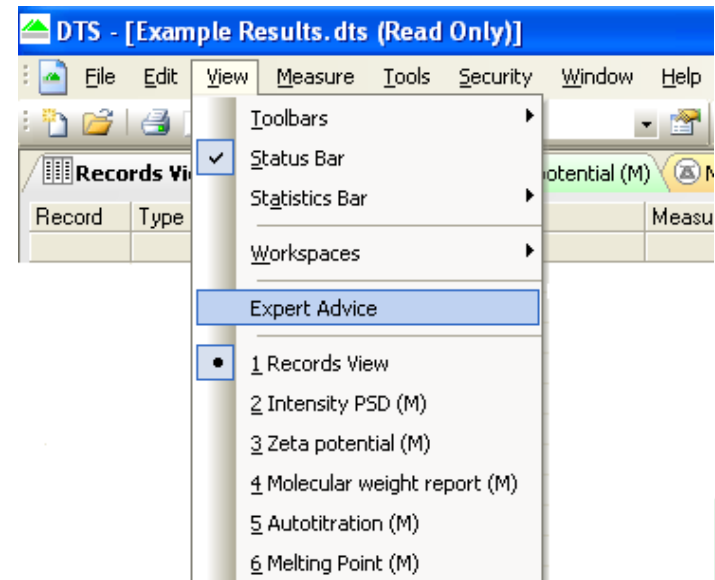 DTS - [Example Results.dts (Read Only)]
File Edit View Measure Tools Security Window Help
Toolbars
Records Vi
Status Bar
otential (M)
Record Type
Statistics Bar
Measu
Workspaces
Expert Advice
1 Records View
2 Intensity PSD (M)
3 Zeta potential (M)
4 Molecular weight report (M)
5 Autotitration (M)
6 Melting Point (M)